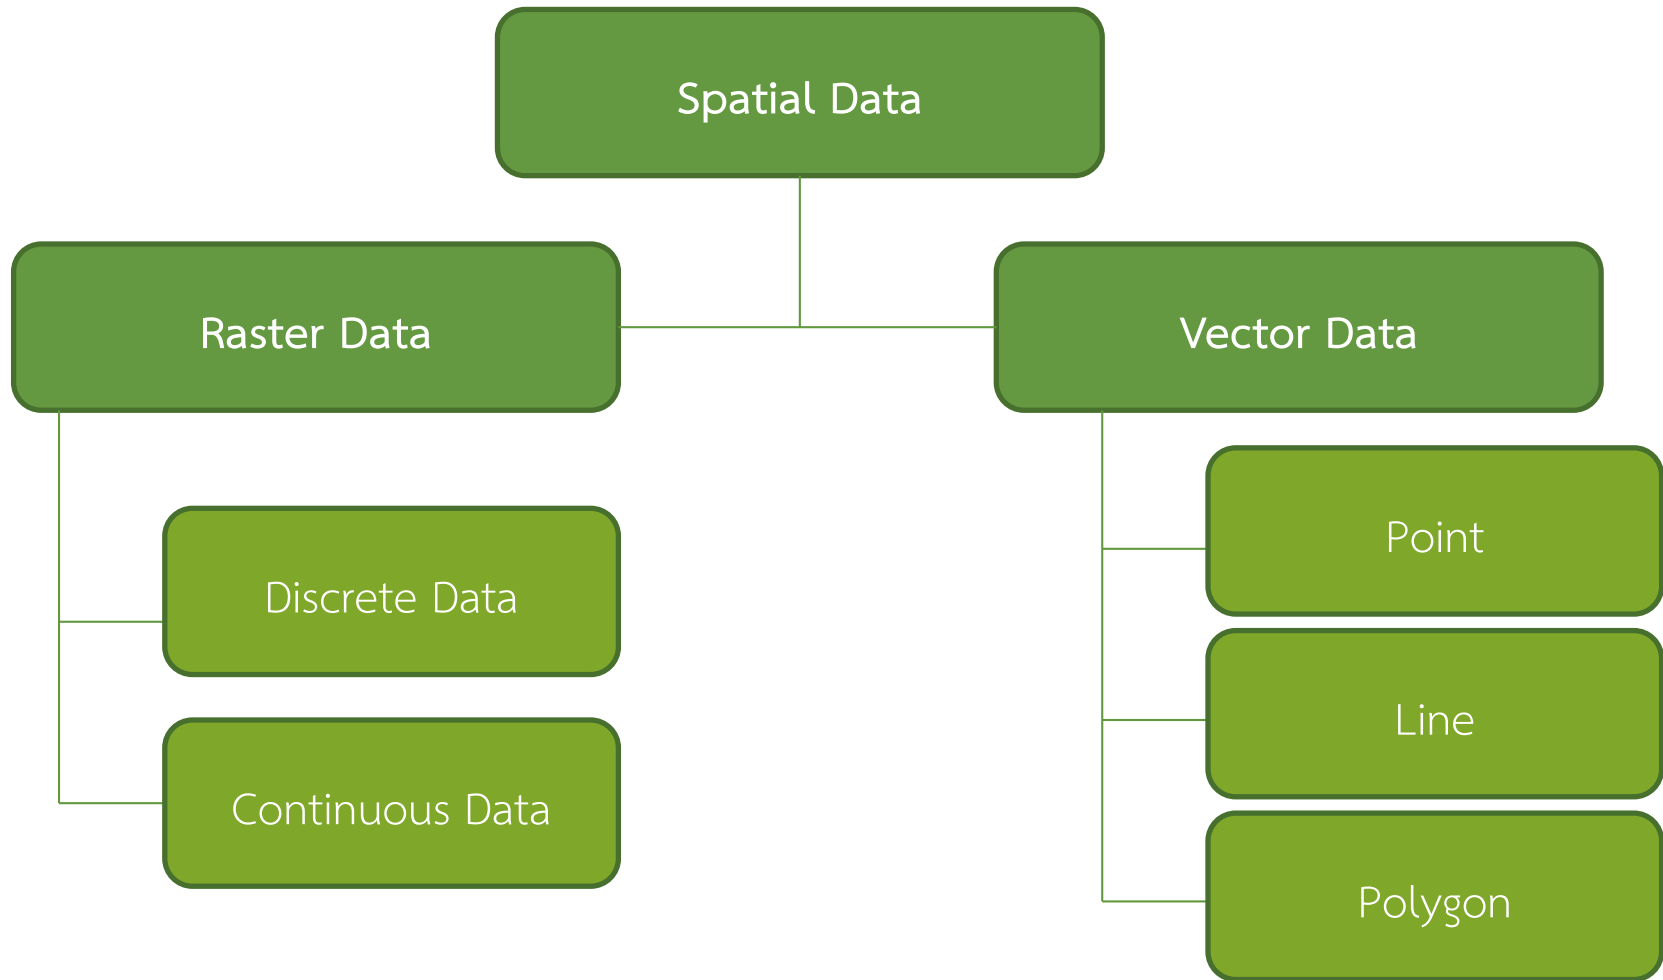 Spatial Data
Raster Data
Vector Data
Discrete Data
Continuous Data
Point
Line
Polygon